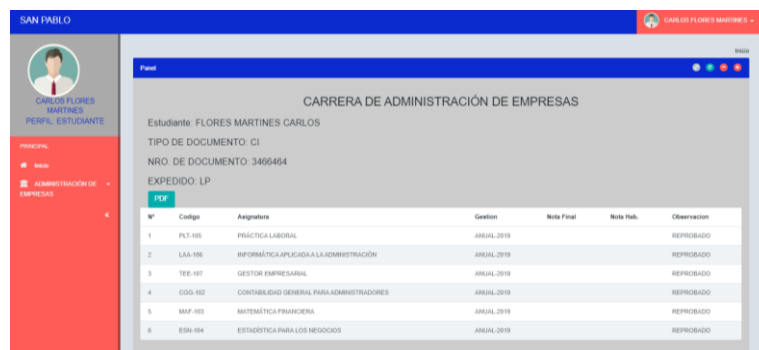 SAN PABLO
CARLOS FLORES MARTINES
Inicio
CARLOS FLORES
MARTINES
PERFIL: ESTUDIANTE
PRINCIPAL
Inicio
ADMINISTRACIÓN DE
EMPRESAS
Panel
CARRERA DE ADMINISTRACIÓN DE EMPRESAS
Estudiante: FLORES MARTINES CARLOS
TIPO DE DOCUMENTO: CI
NRO. DE DOCUMENTO: 3466464
EXPEDIDO: LP
PDF
N° Codigo Asignatura Gestion Nota Final Nota Hab. Observacion
1 PLT-105 PRÁCTICA LABORAL ANUAL-2019 REPROBADO
2 LAA-106 INFORMÁTICA APLICADA A LA ADMINISTRACIÓN ANUAL-2019 REPROBADO
3 TEE-107 GESTOR EMPRESARIAL ANUAL-2019 REPROBADO
4 CGG-102 CONTABILIDAD GENERAL PARA ADMINISTRADORES ANUAL-2019 REPROBADO
5 MAF-103 MATEMÁTICA FINANCIERA ANUAL-2019 REPROBADO
6 ESN-104 ESTADÍSTICA PARA LOS NEGOCIOS ANUAL-2019 REPROBADO